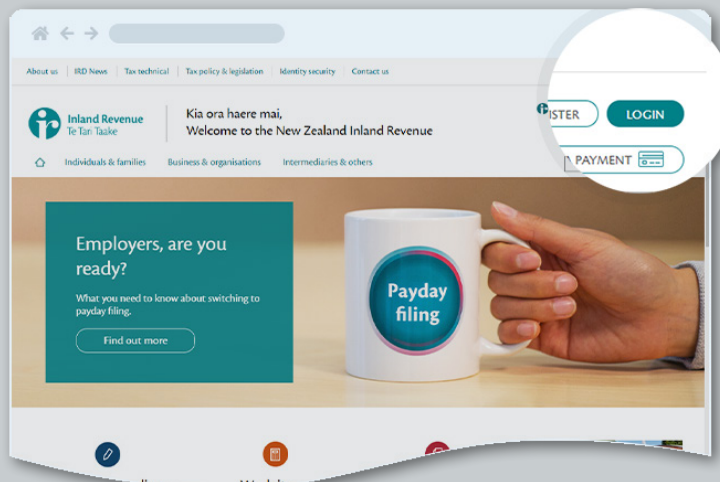 About us
IRD News
Tax technical
Tax policy & legislation
Identity security
Contact us
Inland Revenue
Te Tari Taake
Kia ora haere mai,
Welcome to the New Zealand Inland Revenue
ISTER
LOGIN
PAYMENT
Individuals & families
Business & organisations
Intermediaries & others
Employers, are you
ready?
What you need to know about switching to
payday filing.
Find out more
Payday
filing